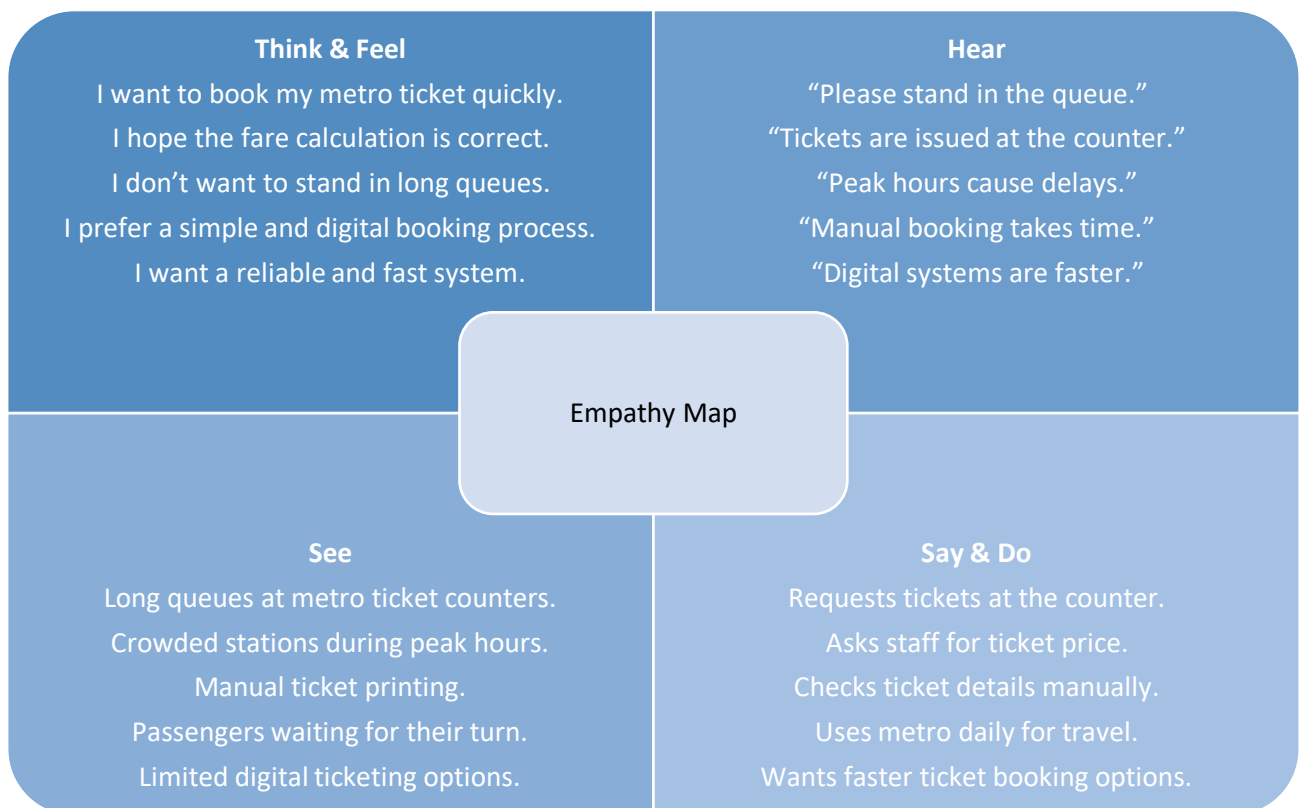 Think & Feel
I want to book my metro ticket quickly.
I hope the fare calculation is correct.
I don’t want to stand in long queues.
I prefer a simple and digital booking process.
I want a reliable and fast system.
Hear
“Please stand in the queue.”
“Tickets are issued at the counter.”
“Peak hours cause delays.”
“Manual booking takes time.”
“Digital systems are faster.”
Empathy Map
See
Long queues at metro ticket counters.
Crowded stations during peak hours.
Manual ticket printing.
Passengers waiting for their turn.
Limited digital ticketing options.
Say & Do
Requests tickets at the counter.
Asks staff for ticket price.
Checks ticket details manually.
Uses metro daily for travel.
Wants faster ticket booking options.